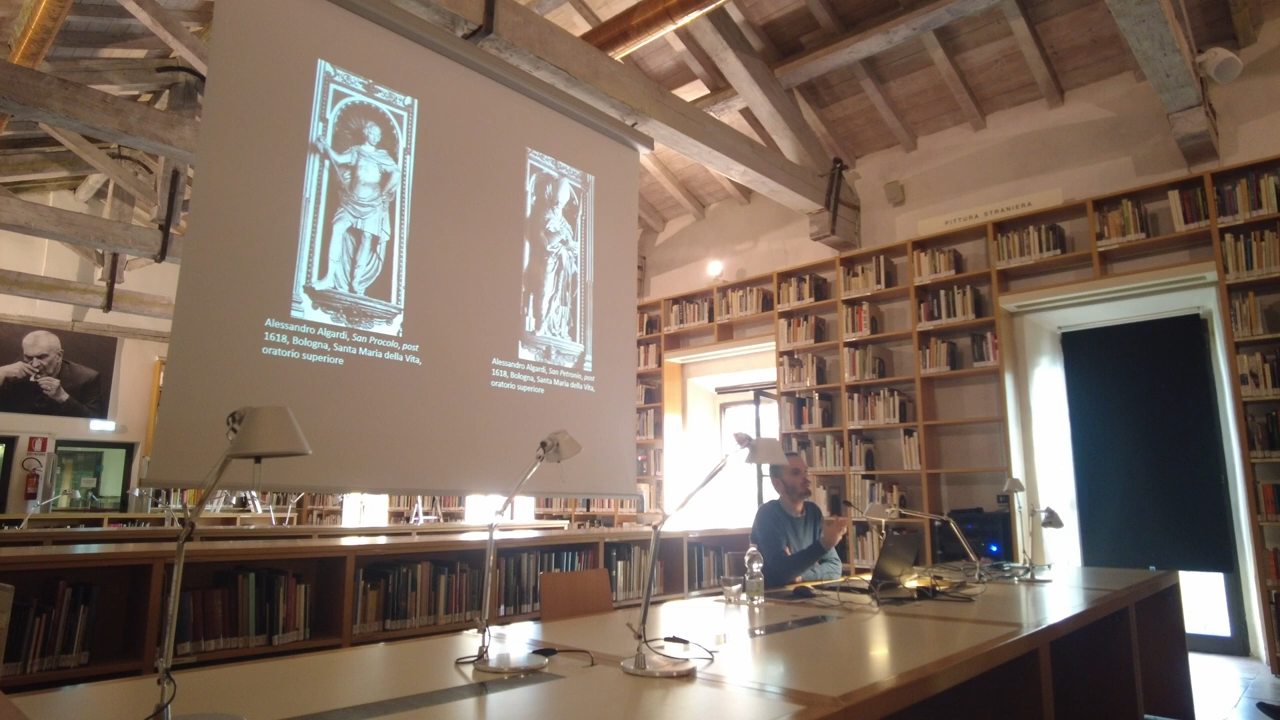 Alessandro Algardi, San Procolo, post
1618, Bologna, Santa Maria della Vita,
oratorio superiore
Alessandro Algardi, San Petronio, post
1618, Bologna, Santa Maria della Vita,
oratorio superiore
PITTURA STRANIERA